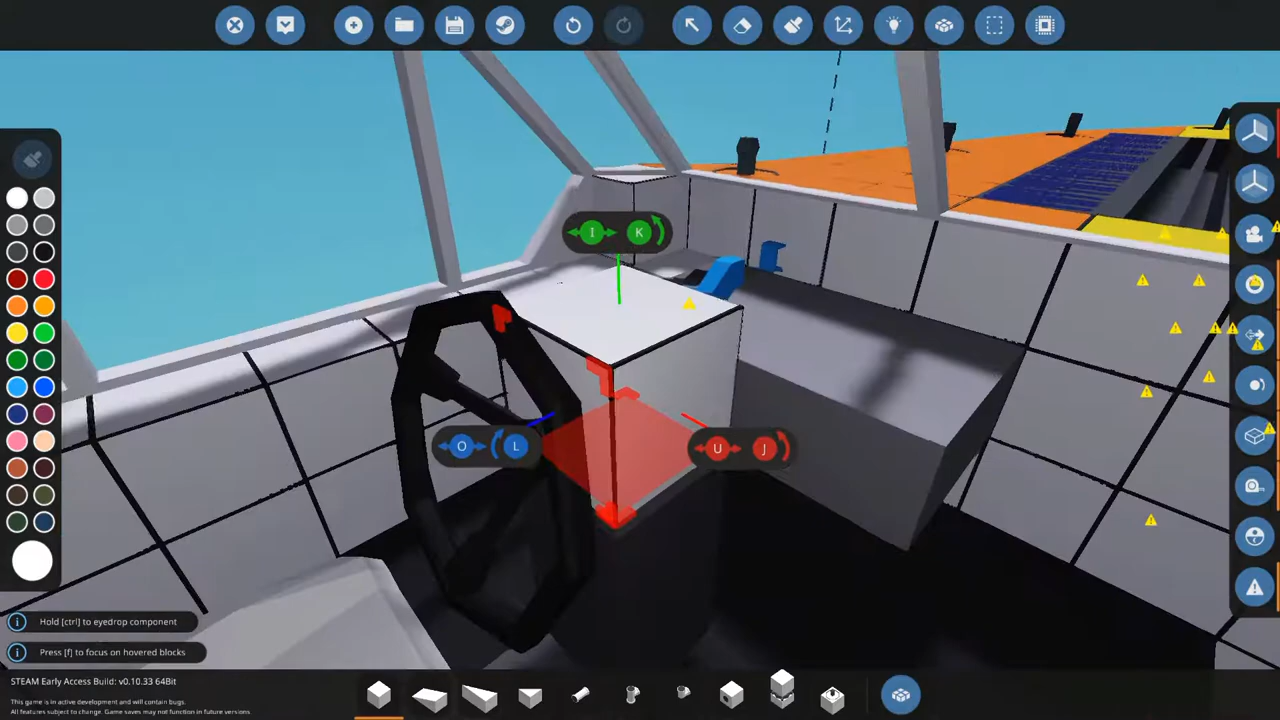 I K
O L
U J
Hold [ctrl] to eyedrop component
Press [f] to focus on hovered blocks
STEAM Early Access Build: v0.10.33 64Bit
This game is in active development and will contain bugs.
All features subject to change. Game saves may not function in future versions.